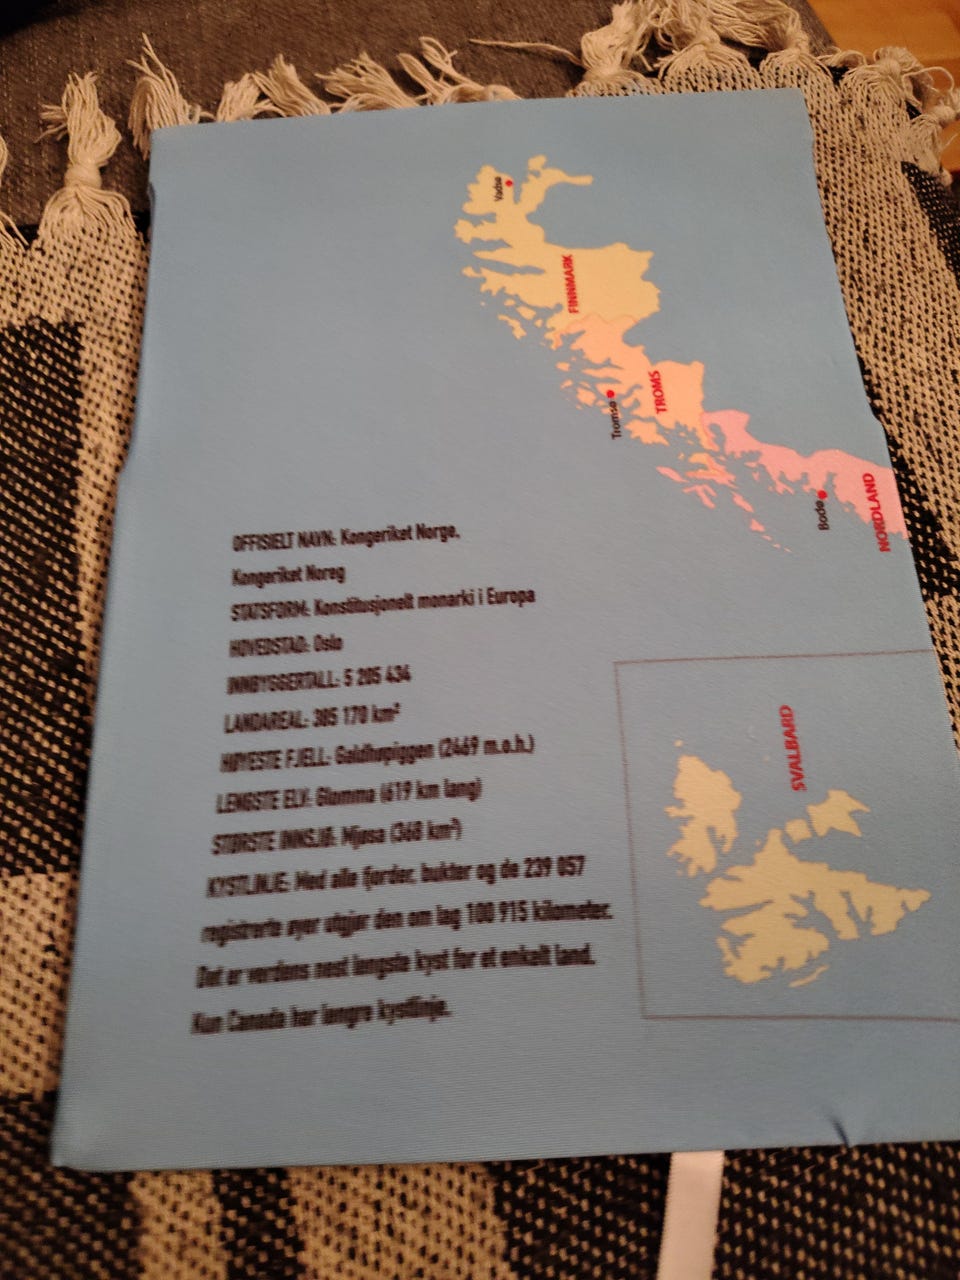 Vadsø
FINNMARK
TROMS
Tromsø
Bodø
NORDLAND
OFFISIELT NAVN: Kongeriket Norge,
Kongeriket Noreg
STATSFORM: Konstitusjonelt monarki i Europa
HOVEDSTAD: Oslo
INNBYGGERTALL: 5 205 434
LANDAREAL: 385 170 km²
HØYESTE FJELL: Galdhøpiggen (2469 m.o.h.)
LENGSTE ELV: Glomma (619 km lang)
STØRSTE INNSJØ: Mjøsa (368 km²)
KYSTLINJE: Med alle fjorder, bukter og de 239 057
registrerte øyer utgjør den om lag 100 915 kilometer.
Det er verdens nest lengste kyst for et enkelt land.
Kun Canada har lengre kystlinje.
SVALBARD